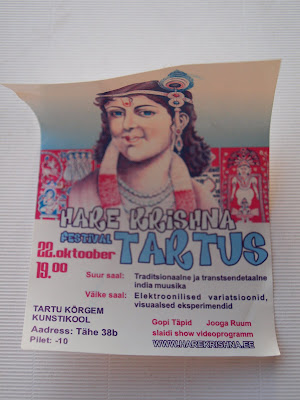 HARE KRISHNA
FESTIVAL TARTUS
22.oktoober
19.00
Suur saal: Traditsionaalne ja transtsendetaalne
india muusika
Väike saal: Elektroonilised variatsioonid,
visuaalsed eksperimendid
TARTU KÕRGEM
KUNSTIKOOL
Aadress: Tähe 38b
Pilet: -10
Gopi Täpid Jooga Ruum
slaidi show videoprogramm
WWW.HAREKRISHNA.EE